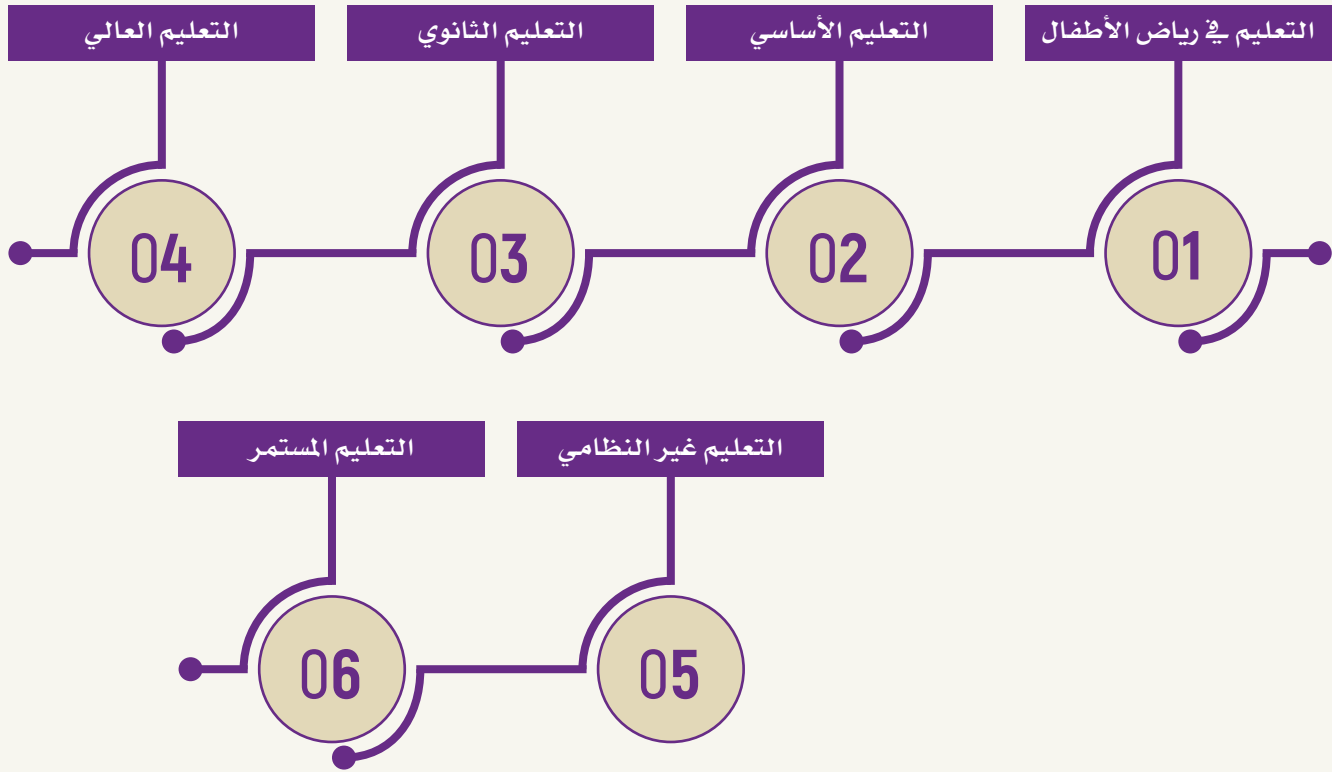 التعليم في رياض الأطفال
01
التعليم الأساسي
02
التعليم الثانوي
03
التعليم العالي
04
التعليم غير النظامي
05
التعليم المستمر
06